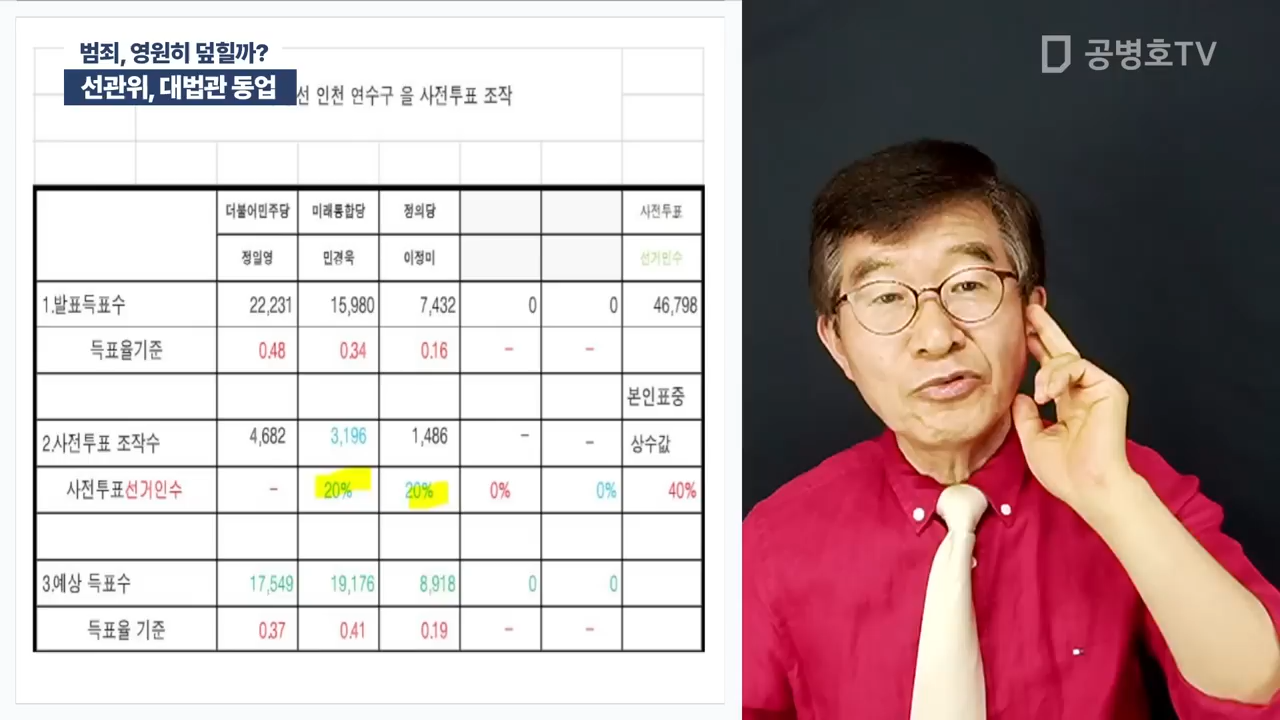 범죄, 영원히 덮힐까?
선관위, 대법관 동업
선 인천 연수구 을 사전투표 조작
공병호TV
더불어민주당 미래통합당 정의당 사전투표
정일영 민경욱 이정미 선거인수
1.발표득표수 22,231 15,980 7,432 0 0 46,798
득표율기준 0.48 0.34 0.16 - -
본인표중
2.사전투표 조작수 4,682 3,196 1,486 - - 상수값
사전투표선거인수 - 20% 20% 0% 0% 40%
3.예상 득표수 17,549 19,176 8,918 0 0
득표율 기준 0.37 0.41 0.19 - -